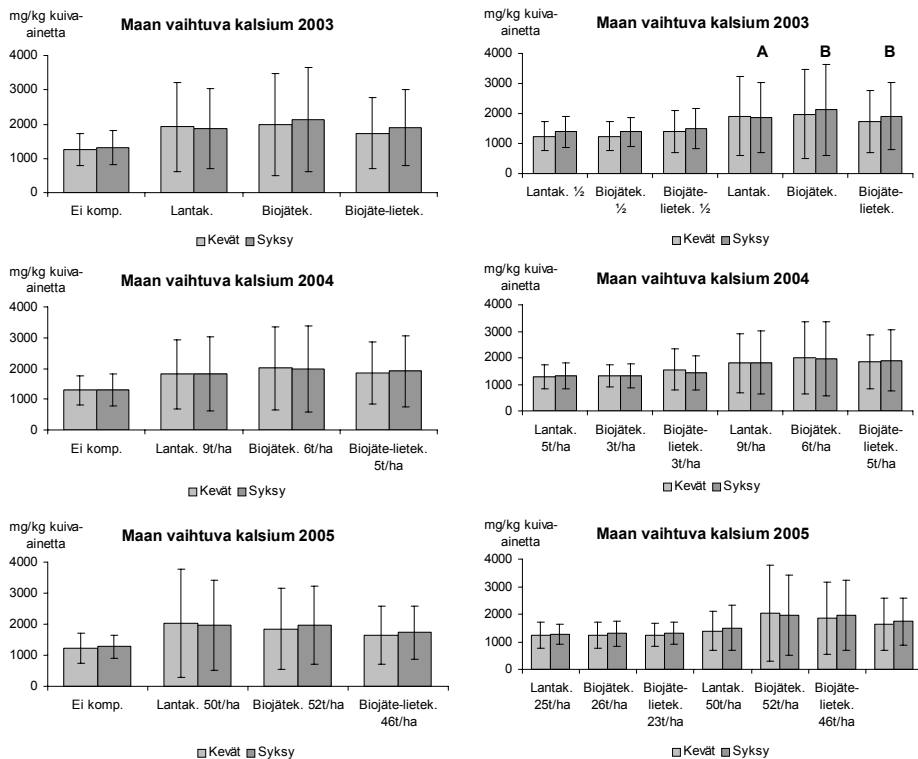 mg/kg kuiva-
ainetta
Maan vaihtuva kalsium 2003
4000
3000
2000
1000
0
Ei komp.
Lantak.
Biojätek.
Biojäte-lietek.
Kevät
Syksy
mg/kg kuiva-
ainetta
Maan vaihtuva kalsium 2003
A
B
B
4000
3000
2000
1000
0
Lantak. ½
Biojätek.
½
Biojäte-
lietek. ½
Lantak.
Biojätek.
Biojäte-
lietek.
Kevät
Syksy
mg/kg kuiva-
ainetta
Maan vaihtuva kalsium 2004
4000
3000
2000
1000
0
Ei komp.
Lantak. 9t/ha
Biojätek. 6t/ha
Biojäte-lietek.
5t/ha
Kevät
Syksy
mg/kg kuiva-
ainetta
Maan vaihtuva kalsium 2004
4000
3000
2000
1000
0
Lantak.
5t/ha
Biojätek.
3t/ha
Biojäte-
lietek.
3t/ha
Lantak.
9t/ha
Biojätek.
6t/ha
Biojäte-
lietek.
5t/ha
Kevät
Syksy
mg/kg kuiva-
ainetta
Maan vaihtuva kalsium 2005
4000
3000
2000
1000
0
Ei komp.
Lantak. 50t/ha
Biojätek. 52t/ha
Biojäte-lietek.
46t/ha
Kevät
Syksy
mg/kg kuiva-
ainetta
Maan vaihtuva kalsium 2005
4000
3000
2000
1000
0
Lantak.
25t/ha
Biojätek.
26t/ha
Biojäte-
lietek.
23t/ha
Lantak.
50t/ha
Biojätek.
52t/ha
Biojäte-
lietek.
46t/ha
Kevät
Syksy